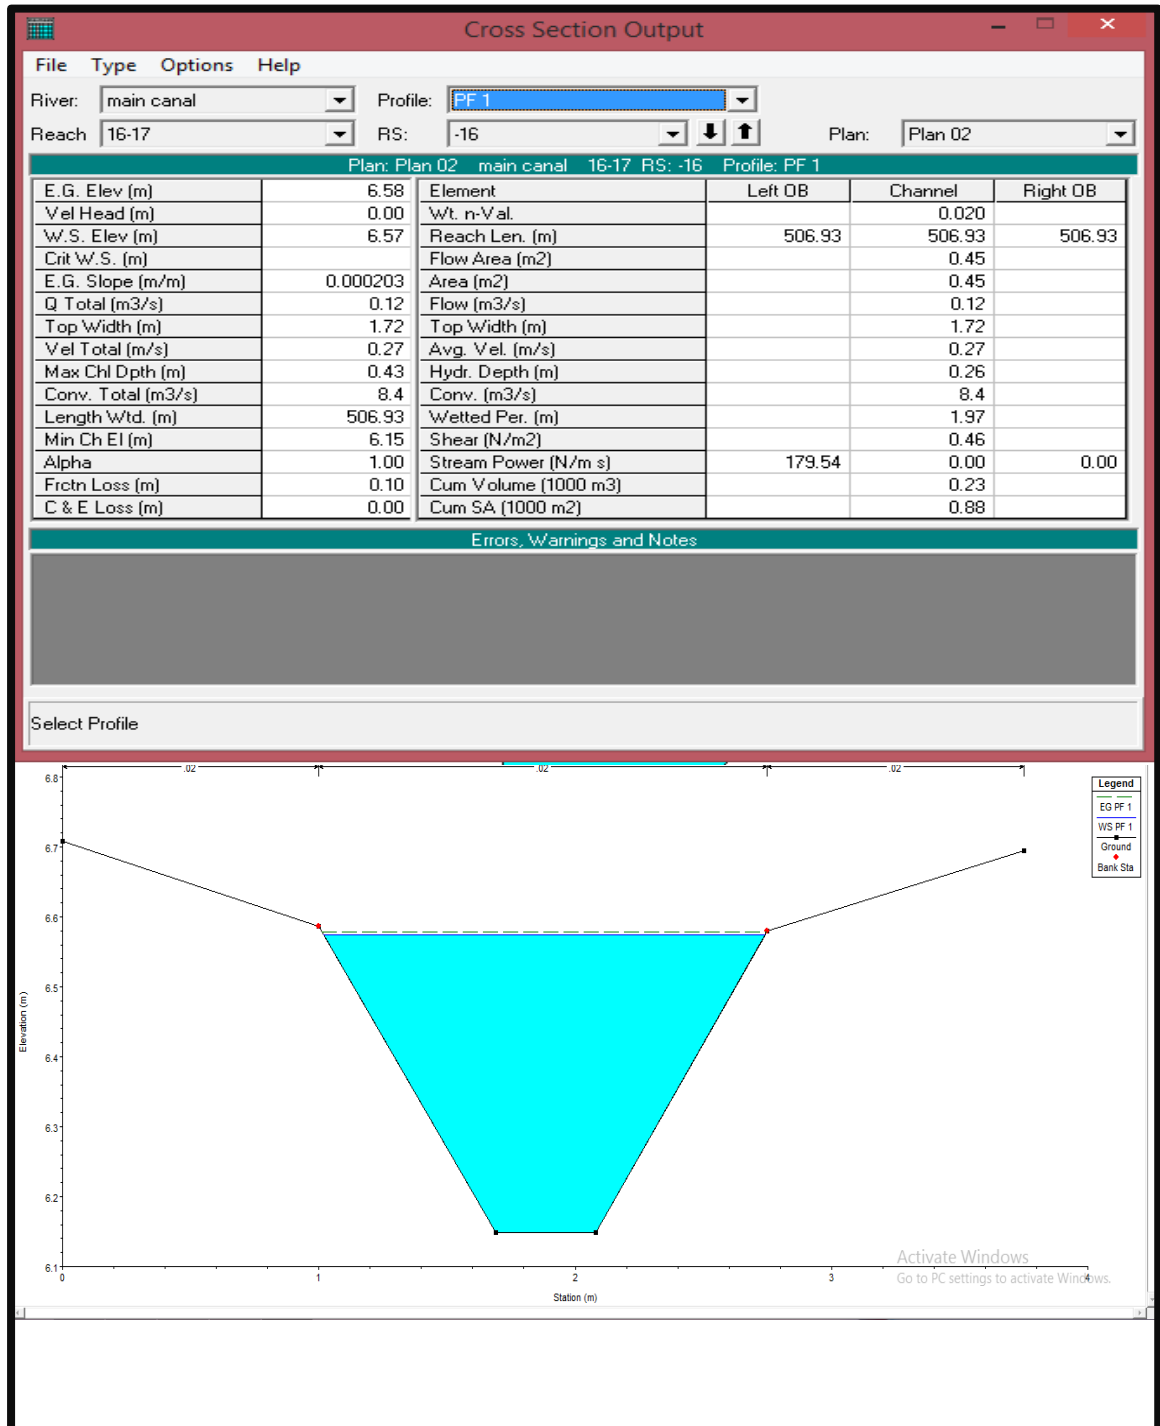 Cross Section Output
File Type Options Help
River: main canal Profile: PF 1
Reach 16-17 RS: -16 Plan: Plan 02
Plan: Plan 02 main canal 16-17 RS: -16 Profile: PF 1
E.G. Elev (m) 6.58 Element Left OB Channel Right OB
Vel Head (m) 0.00 Wt. n-Val. 0.020
W.S. Elev (m) 6.57 Reach Len. (m) 506.93 506.93 506.93
Crit W.S. (m) Flow Area (m2) 0.45
E.G. Slope (m/m) 0.000203 Area (m2) 0.45
Q Total (m3/s) 0.12 Flow (m3/s) 0.12
Top Width (m) 1.72 Top Width (m) 1.72
Vel Total (m/s) 0.27 Avg. Vel. (m/s) 0.27
Max Chl Dpth (m) 0.43 Hydr. Depth (m) 0.26
Conv. Total (m3/s) 8.4 Conv. (m3/s) 8.4
Length Wtd. (m) 506.93 Wetted Per. (m) 1.97
Min Ch El (m) 6.15 Shear (N/m2) 0.46
Alpha 1.00 Stream Power (N/m s) 179.54 0.00 0.00
Frctn Loss (m) 0.10 Cum Volume (1000 m3) 0.23
C & E Loss (m) 0.00 Cum SA (1000 m2) 0.88
Errors, Warnings and Notes
Select Profile
.02 .02 .02
6.8
Legend
EG PF 1
WS PF 1
Ground
Bank Sta
6.7
6.6
6.5
6.4
6.3
6.2
6.1
Elevation (m)
0 1 2 3 4
Station (m)
Activate Windows
Go to PC settings to activate Windows.